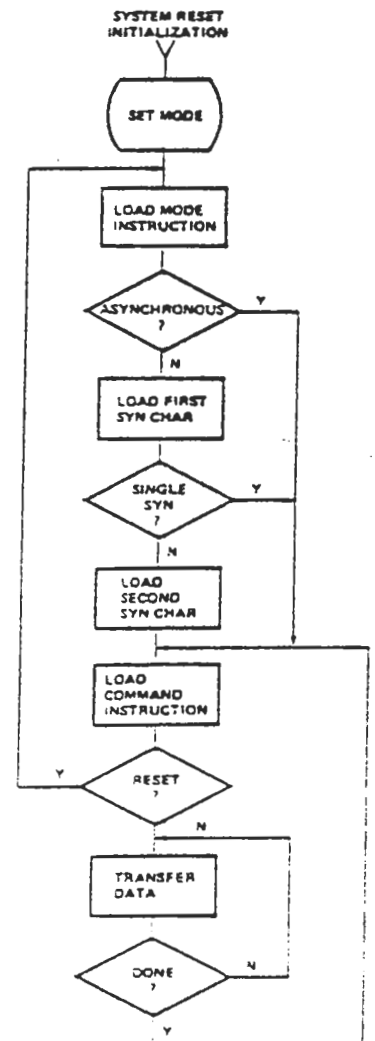 SYSTEM RESET
INITIALIZATION
SET MODE
LOAD MODE
INSTRUCTION
ASYNCHRONOUS
?
Y
N
LOAD FIRST
SYN CHAR
SINGLE
SYN
?
Y
N
LOAD
SECOND
SYN CHAR
LOAD
COMMAND
INSTRUCTION
RESET
?
Y
N
TRANSFER
DATA
DONE
?
N
Y